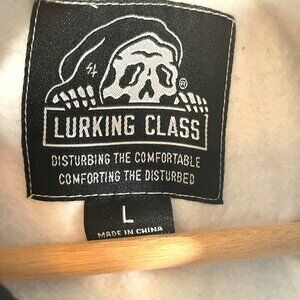 ®
LURKING CLASS
DISTURBING THE COMFORTABLE
COMFORTING THE DISTURBED
L
MADE IN CHINA